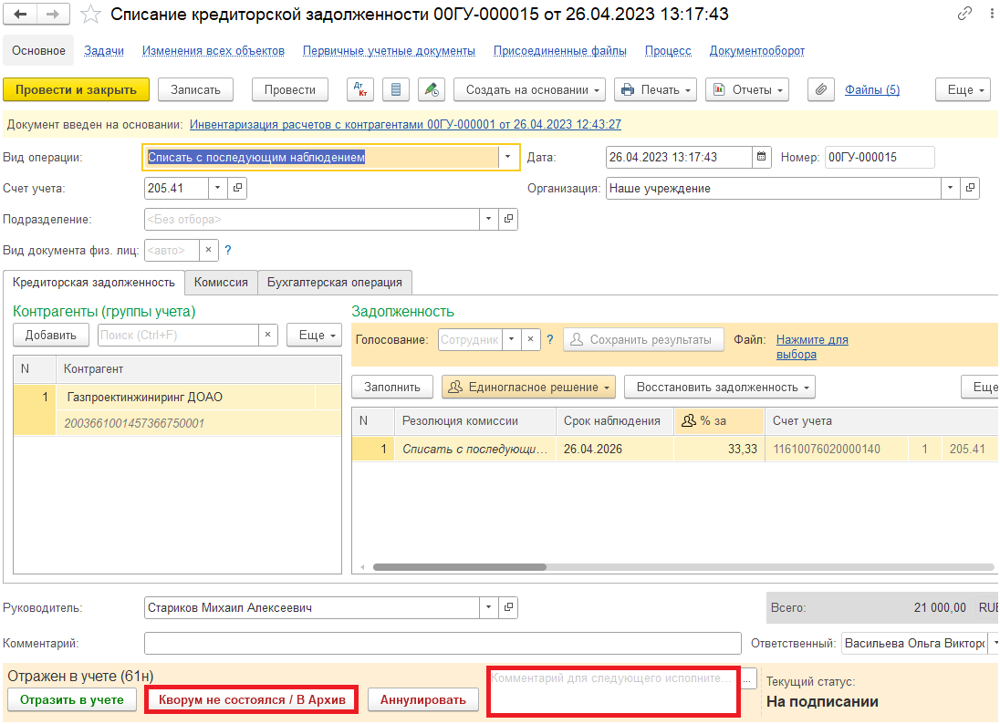 Списание кредиторской задолженности 00ГУ-000015 от 26.04.2023 13:17:43
Основное Задачи Изменения всех объектов Первичные учетные документы Присоединенные файлы Процесс Документооборот
Провести и закрыть Записать Провести Дт Кт Создать на основании Печать Отчеты Файлы (5) Еще
Документ введен на основании: Инвентаризация расчетов с контрагентами 00ГУ-000001 от 26.04.2023 12:43:27
Вид операции: Списать с последующим наблюдением Дата: 26.04.2023 13:17:43 Номер: 00ГУ-000015
Счет учета: 205.41 Организация: Наше учреждение
Подразделение: <Без отбора>
Вид документа физ. лиц: <авто> × ?
Кредиторская задолженность Комиссия Бухгалтерская операция
Контрагенты (группы учета) Задолженность
Добавить Поиск (Ctrl+F) × Еще Голосование: Сотрудник × ? Сохранить результаты Файл: Нажмите для
выбора
Заполнить Единогласное решение Восстановить задолженность Еще
N Контрагент
1 Газпроектинжиниринг ДОАО
2003661001457366750001
N Резолюция комиссии Срок наблюдения % за Счет учета
1 Списать с последующи... 26.04.2026 33,33 11610076020000140 1 205.41
Руководитель: Стариков Михаил Алексеевич Всего: 21 000,00 RUB
Комментарий: Ответственный: Васильева Ольга Викторо
Отражен в учете (61н) Комментарий для следующего исполните... ... Текущий статус:
Отразить в учете Кворум не состоялся / В Архив Аннулировать На подписании